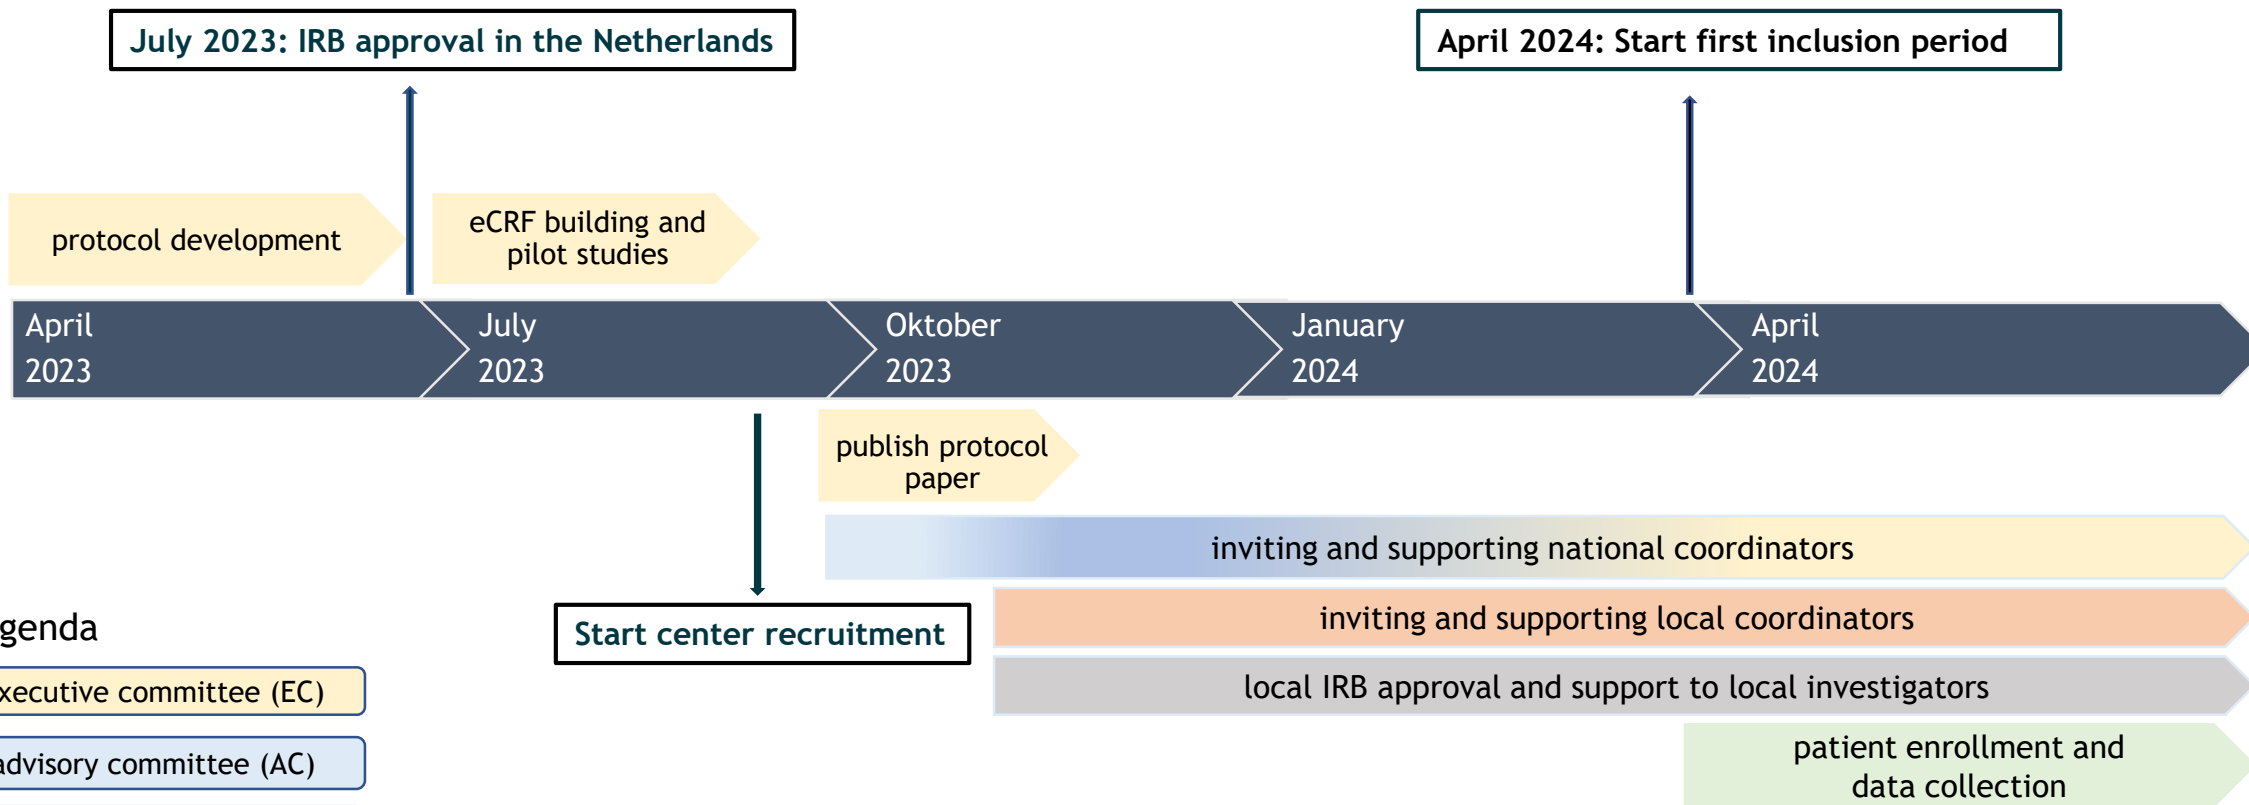 July 2023: IRB approval in the Netherlands
April 2024: Start first inclusion period
protocol development
eCRF building and
pilot studies
April
2023
July
2023
Oktober
2023
January
2024
April
2024
publish protocol
paper
inviting and supporting national coordinators
Start center recruitment
inviting and supporting local coordinators
local IRB approval and support to local investigators
patient enrollment and
data collection
genda
xecutive committee (EC)
advisory committee (AC)